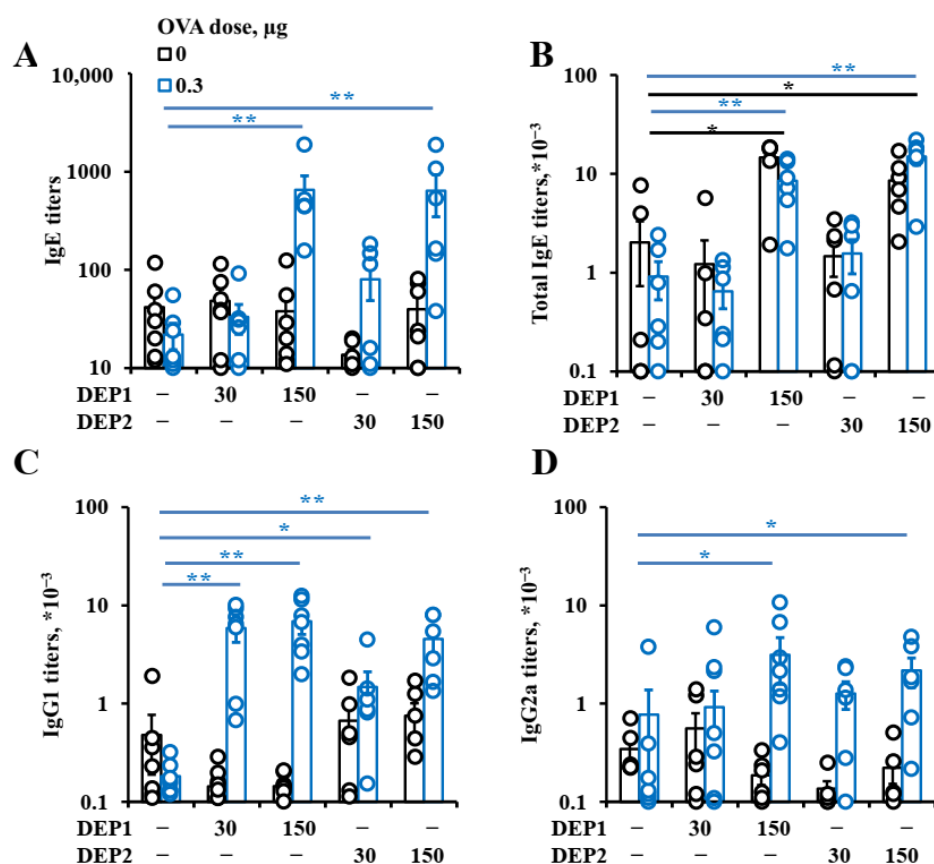 OVA dose, µg
0
0.3
A
10,000
1000
100
10
IgE titers
**
**
DEP1 – 30 150 – –
DEP2 – – – 30 150
B
100
10
1
0.1
Total IgE titers,*10⁻³
**
*
**
*
DEP1 – 30 150 – –
DEP2 – – – 30 150
C
100
10
1
0.1
IgG1 titers, *10⁻³
**
*
**
**
DEP1 – 30 150 – –
DEP2 – – – 30 150
D
100
10
1
0.1
IgG2a titers, *10⁻³
*
*
DEP1 – 30 150 – –
DEP2 – – – 30 150